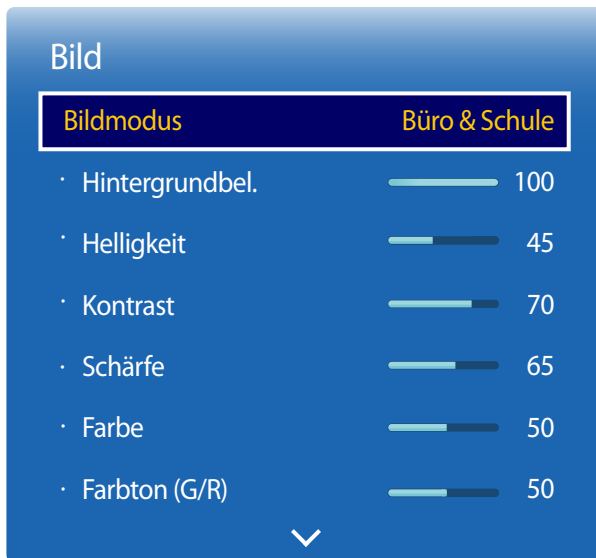 Bild
Bildmodus Büro & Schule
· Hintergrundbel. 100
· Helligkeit 45
· Kontrast 70
· Schärfe 65
· Farbe 50
· Farbton (G/R) 50